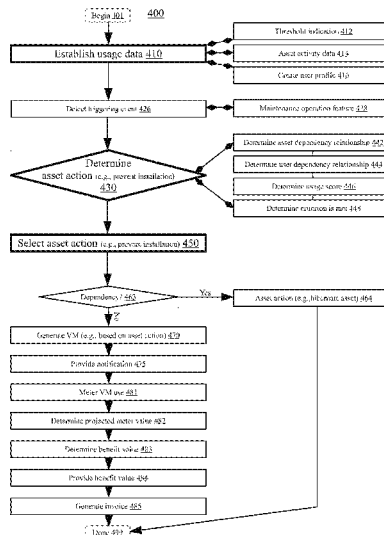 Begin 401
400
Threshold indication 412
Establish usage data 410
Asset activity data 413
Create user profile 416
Detect triggering event 426
Maintenance operation feature 428
Determine asset dependency relationship 442
Determine
asset action (e.g., prevent installation)
430
Determine user dependency relationship 444
Determine usage score 446
Determine criterion is met 448
Select asset action (e.g., prevent installation) 450
Dependency? 463
Yes
Asset action (e.g., hibernate asset) 464
Generate VM (e.g., based on asset action) 470
Provide notification 475
Meter VM use 481
Determine projected meter value 482
Determine benefit value 483
Provide benefit value 484
Generate invoice 485
Done 499